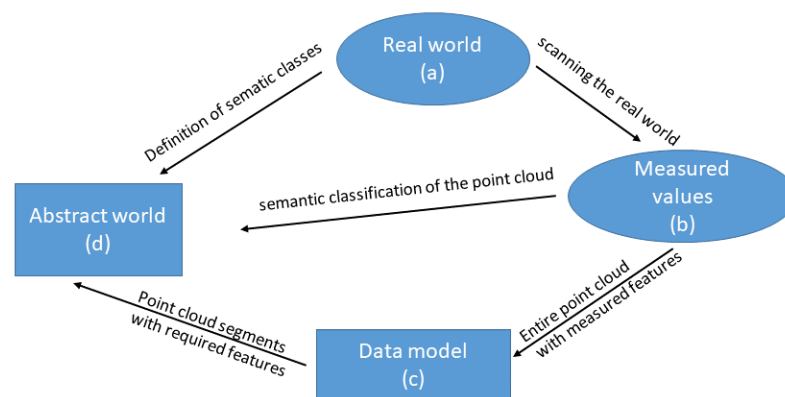 Real world
(a)
Definition of sematic classes
scanning the real world
Measured
values
(b)
semantic classification of the point cloud
Abstract world
(d)
Entire point cloud
with measured features
Point cloud segments
with required features
Data model
(c)